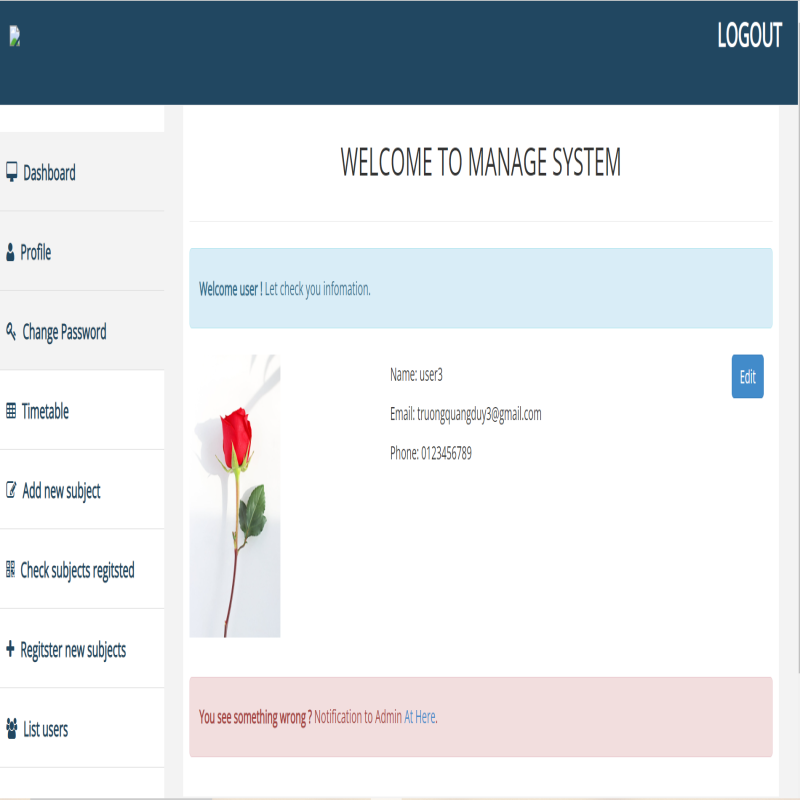 LOGOUT
Dashboard
Profile
Change Password
Timetable
Add new subject
Check subjects regitsted
Regitster new subjects
List users
WELCOME TO MANAGE SYSTEM
Welcome user ! Let check you infomation.
Name: user3
Email: truongquangduy3@gmail.com
Phone: 0123456789
Edit
You see something wrong ? Notification to Admin At Here.